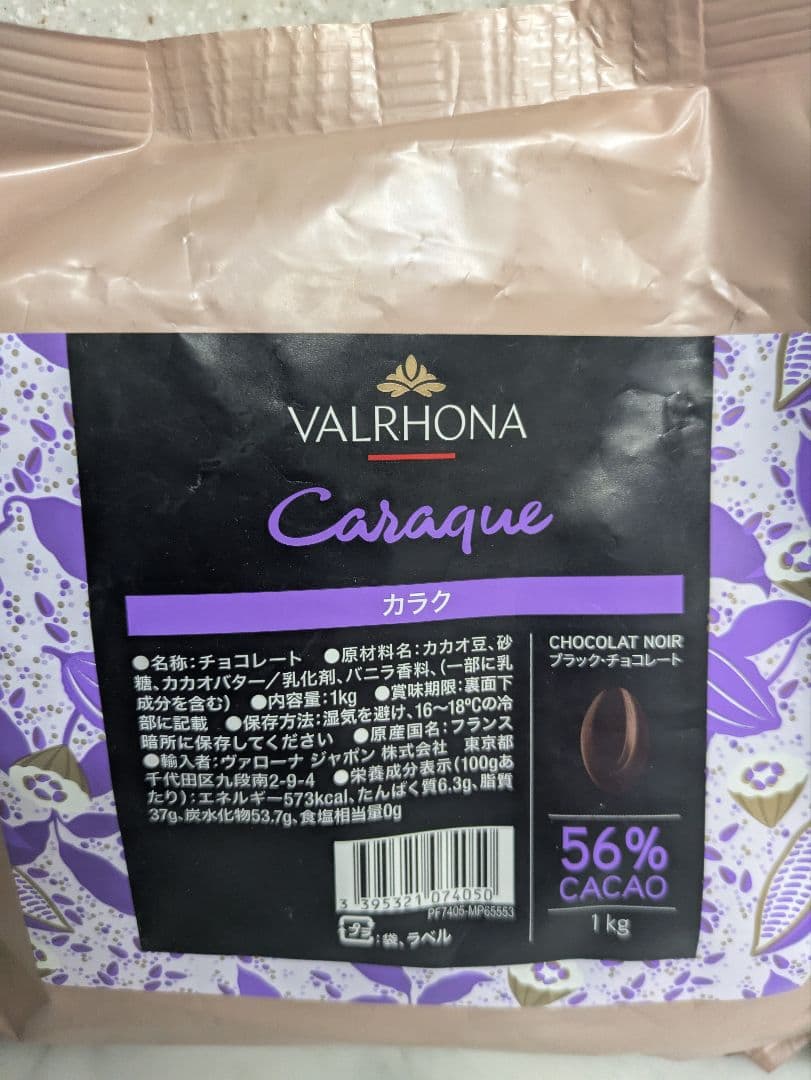 VALRHONA
Caraque
カラク
●名称：チョコレート ●原材料名：カカオ豆、砂
糖、カカオバター／乳化剤、バニラ香料、（一部に乳
成分を含む） ●内容量：1kg ●賞味期限：裏面下
部に記載 ●保存方法：湿気を避け、16～18℃の冷
暗所に保存してください ●原産国名：フランス
●輸入者：ヴァローナ ジャポン 株式会社 東京都
千代田区九段南2-9-4 ●栄養成分表示（100gあ
たり）：エネルギー573kcal、たんぱく質6.3g、脂質
37g、炭水化物53.7g、食塩相当量0g
3 395321 074050
PF7405-MP65553
プラ：袋、ラベル
CHOCOLAT NOIR
ブラック・チョコレート
56%
CACAO
1 kg